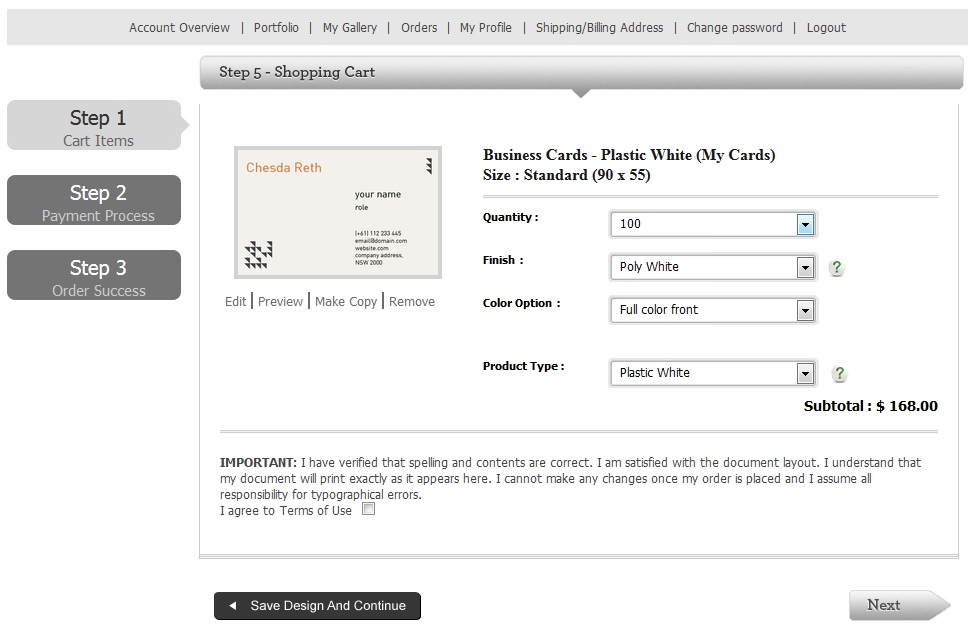 Account Overview | Portfolio | My Gallery | Orders | My Profile | Shipping/Billing Address | Change password | Logout
Step 5 - Shopping Cart
Step 1
Cart Items
Step 2
Payment Process
Step 3
Order Success
Chesda Reth
your name
role
(+61) 112 233 445
email@domain.com
website.com
company address,
NSW 2000
Edit | Preview | Make Copy | Remove
Business Cards - Plastic White (My Cards)
Size : Standard (90 x 55)
Quantity : 100
Finish : Poly White ?
Color Option : Full color front
Product Type : Plastic White ?
Subtotal : $ 168.00
IMPORTANT: I have verified that spelling and contents are correct. I am satisfied with the document layout. I understand that
my document will print exactly as it appears here. I cannot make any changes once my order is placed and I assume all
responsibility for typographical errors.
I agree to Terms of Use
Save Design And Continue
Next